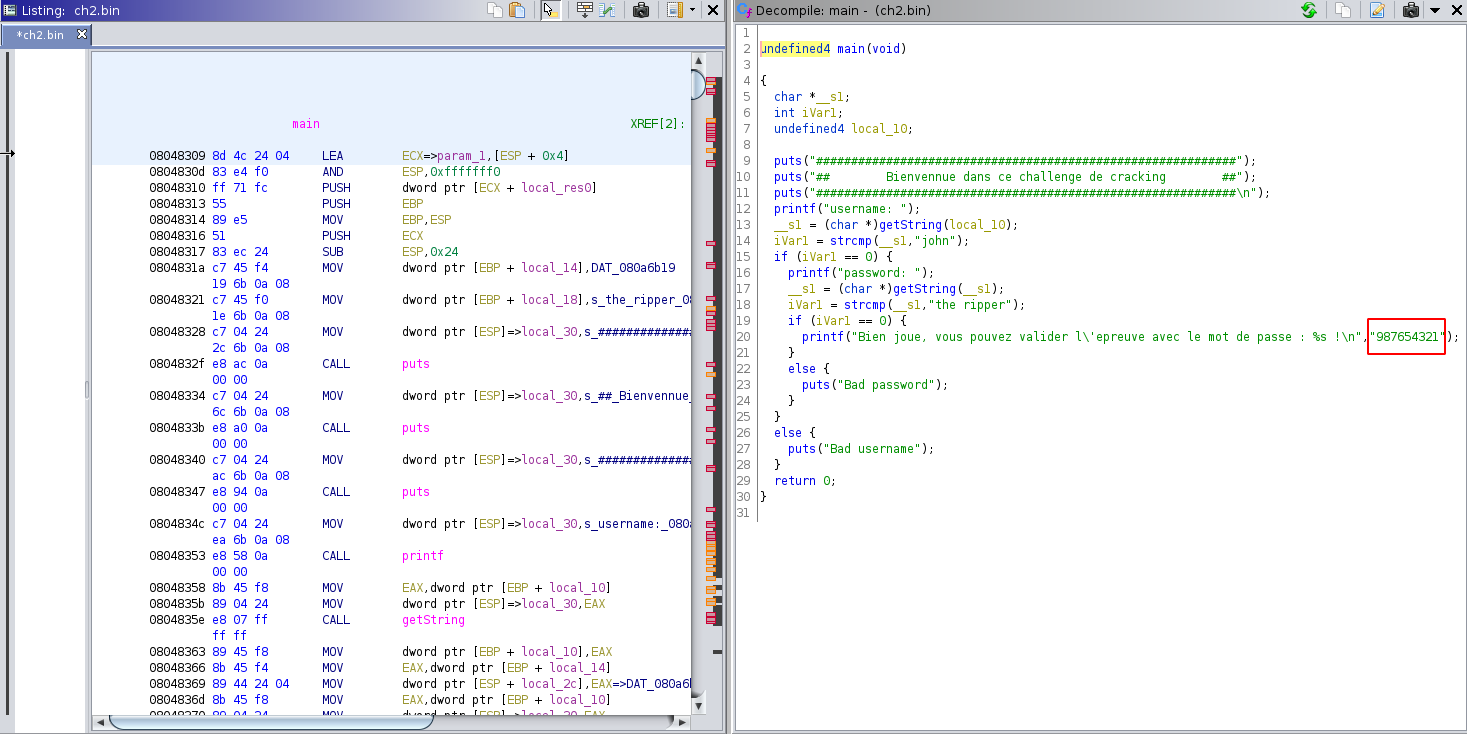 Listing: ch2.bin
*ch2.bin
main XREF[2]:
08048309 8d 4c 24 04 LEA ECX=>param_1,[ESP + 0x4]
0804830d 83 e4 f0 AND ESP,0xfffffff0
08048310 ff 71 fc PUSH dword ptr [ECX + local_res0]
08048313 55 PUSH EBP
08048314 89 e5 MOV EBP,ESP
08048316 51 PUSH ECX
08048317 83 ec 24 SUB ESP,0x24
0804831a c7 45 f4 MOV dword ptr [EBP + local_14],DAT_080a6b19
19 6b 0a 08
08048321 c7 45 f0 MOV dword ptr [EBP + local_18],s_the_ripper_08
1e 6b 0a 08
08048328 c7 04 24 MOV dword ptr [ESP]=>local_30,s_#############
2c 6b 0a 08
0804832f e8 ac 0a CALL puts
00 00
08048334 c7 04 24 MOV dword ptr [ESP]=>local_30,s_##_Bienvennue_
6c 6b 0a 08
0804833b e8 a0 0a CALL puts
00 00
08048340 c7 04 24 MOV dword ptr [ESP]=>local_30,s_#############
ac 6b 0a 08
08048347 e8 94 0a CALL puts
00 00
0804834c c7 04 24 MOV dword ptr [ESP]=>local_30,s_username:_080a
ea 6b 0a 08
08048353 e8 58 0a CALL printf
00 00
08048358 8b 45 f8 MOV EAX,dword ptr [EBP + local_10]
0804835b 89 04 24 MOV dword ptr [ESP]=>local_30,EAX
0804835e e8 07 ff CALL getString
ff ff
08048363 89 45 f8 MOV dword ptr [EBP + local_10],EAX
08048366 8b 45 f4 MOV EAX,dword ptr [EBP + local_14]
08048369 89 44 24 04 MOV dword ptr [ESP + local_2c],EAX=>DAT_080a6b
0804836d 8b 45 f8 MOV EAX,dword ptr [EBP + local_10]
08048370 89 04 24 MOV dword ptr [ESP]=>local_30,EAX
Decompile: main - (ch2.bin)
1
2 undefined4 main(void)
3
4 {
5 char *__s1;
6 int iVar1;
7 undefined4 local_10;
8
9 puts("############################################################");
10 puts("## Bienvennue dans ce challenge de cracking ##");
11 puts("############################################################\n");
12 printf("username: ");
13 __s1 = (char *)getString(local_10);
14 iVar1 = strcmp(__s1,"john");
15 if (iVar1 == 0) {
16 printf("password: ");
17 __s1 = (char *)getString(__s1);
18 iVar1 = strcmp(__s1,"the ripper");
19 if (iVar1 == 0) {
20 printf("Bien joue, vous pouvez valider l\'epreuve avec le mot de passe : %s !\n","987654321");
21 }
22 else {
23 puts("Bad password");
24 }
25 }
26 else {
27 puts("Bad username");
28 }
29 return 0;
30 }
31